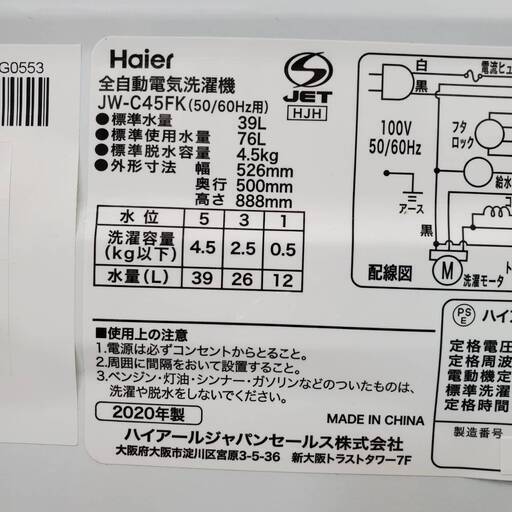 G0553
Haier
全自動電気洗濯機
JW-C45FK(50/60Hz用)
S
JET
HJH
●標準水量 39L
●標準使用水量 76L
●標準脱水容量 4.5kg
●外形寸法 幅 526mm
奥行 500mm
高さ 888mm
水位 5 3 1
洗濯容量(kg以下) 4.5 2.5 0.5
水量(L) 39 26 12
白
電流ヒュ
100V
50/60Hz
フタ
ロック
給水
黒
アース
黒
M
洗濯モータ
配線図
■使用上の注意
1.電源は必ずコンセントからとること。
2.周囲に間隔をおいて設置すること。
3.ベンジン・灯油・シンナー・ガソリンなどのついたものは、
洗濯や脱水をしないでください。
2020年製
MADE IN CHINA
ハイアールジャパンセールス株式会社
大阪府大阪市淀川区宮原3-5-36 新大阪トラストタワー7F
PS
E
ハイ
定格電圧
定格周波
電動機定
標準洗濯
定格時間
製造番号